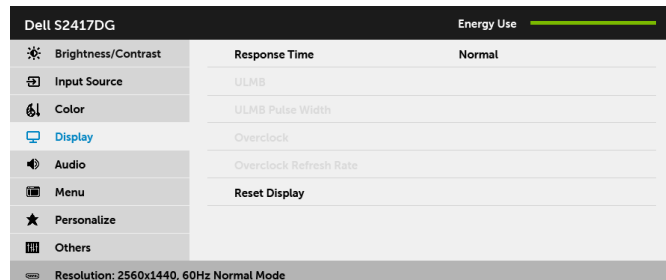 Dell S2417DG Energy Use
Brightness/Contrast Response Time Normal
Input Source ULMB
Color ULMB Pulse Width
Display Overclock
Audio Overclock Refresh Rate
Menu Reset Display
Personalize
Others
Resolution: 2560x1440, 60Hz Normal Mode